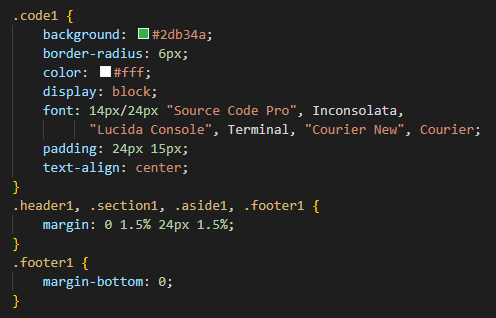 .code1 {
    background: #2db34a;
    border-radius: 6px;
    color: #fff;
    display: block;
    font: 14px/24px "Source Code Pro", Inconsolata,
          "Lucida Console", Terminal, "Courier New", Courier;
    padding: 24px 15px;
    text-align: center;
}
.header1, .section1, .aside1, .footer1 {
    margin: 0 1.5% 24px 1.5%;
}
.footer1 {
    margin-bottom: 0;
}